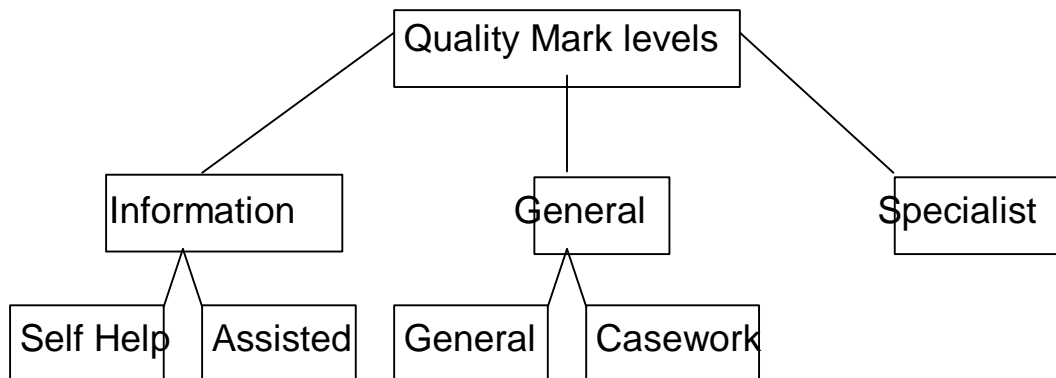 Quality Mark levels
Information
General
Specialist
Self Help
Assisted
General
Casework